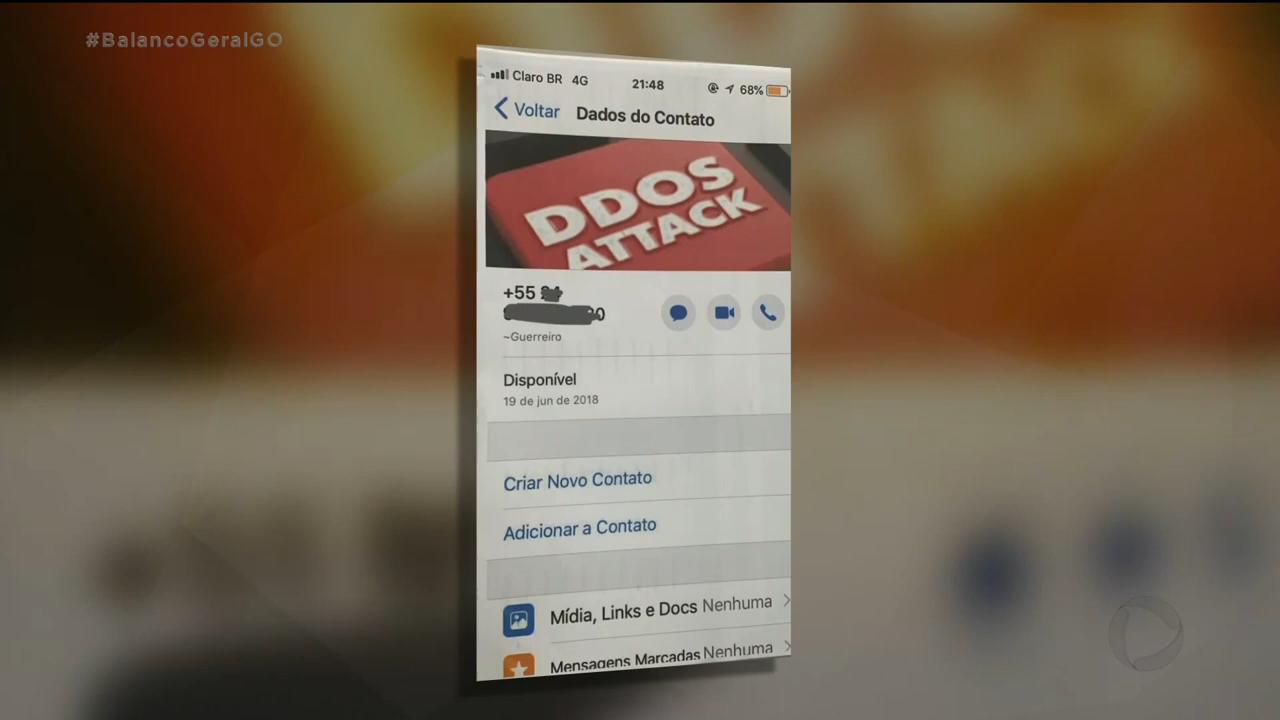 #BalancoGeralGO
Claro BR 4G 21:48 68%
Voltar Dados do Contato
DDOS
ATTACK
+55
0
~Guerreiro
Disponível
19 de jun de 2018
Criar Novo Contato
Adicionar a Contato
Mídia, Links e Docs Nenhuma
Mensagens Marcadas Nenhuma